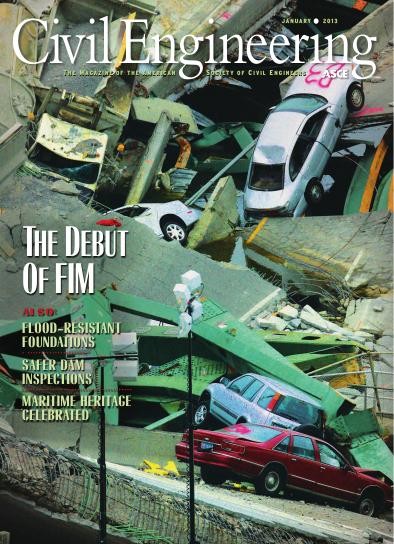 JANUARY • 2013
Civil Engineering
THE MAGAZINE OF THE AMERICAN SOCIETY OF CIVIL ENGINEERS
ASCE
THE DEBUT
OF FIM
ALSO:
FLOOD-RESISTANT
FOUNDATIONS
SAFER DAM
INSPECTIONS
MARITIME HERITAGE
CELEBRATED